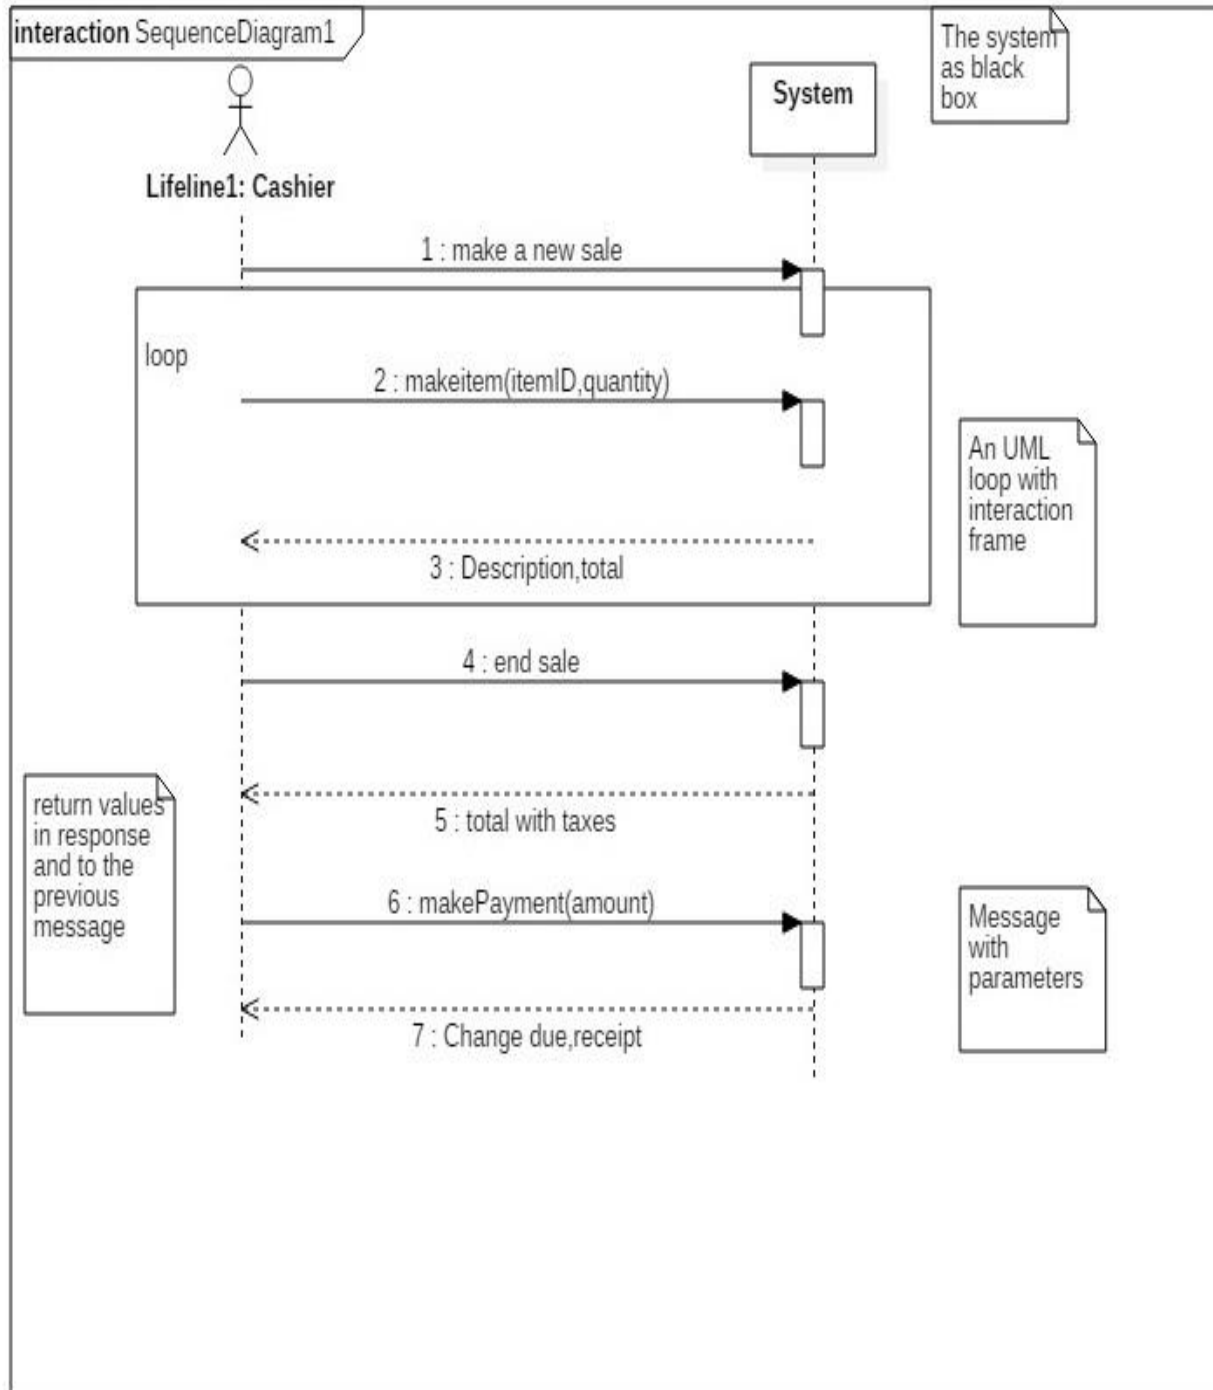 interaction SequenceDiagram1
The system
as black
box
System
Lifeline1: Cashier
1 : make a new sale
loop
2 : makeitem(itemID,quantity)
An UML
loop with
interaction
frame
3 : Description,total
4 : end sale
return values
in response
and to the
previous
message
5 : total with taxes
6 : makePayment(amount)
Message
with
parameters
7 : Change due,receipt